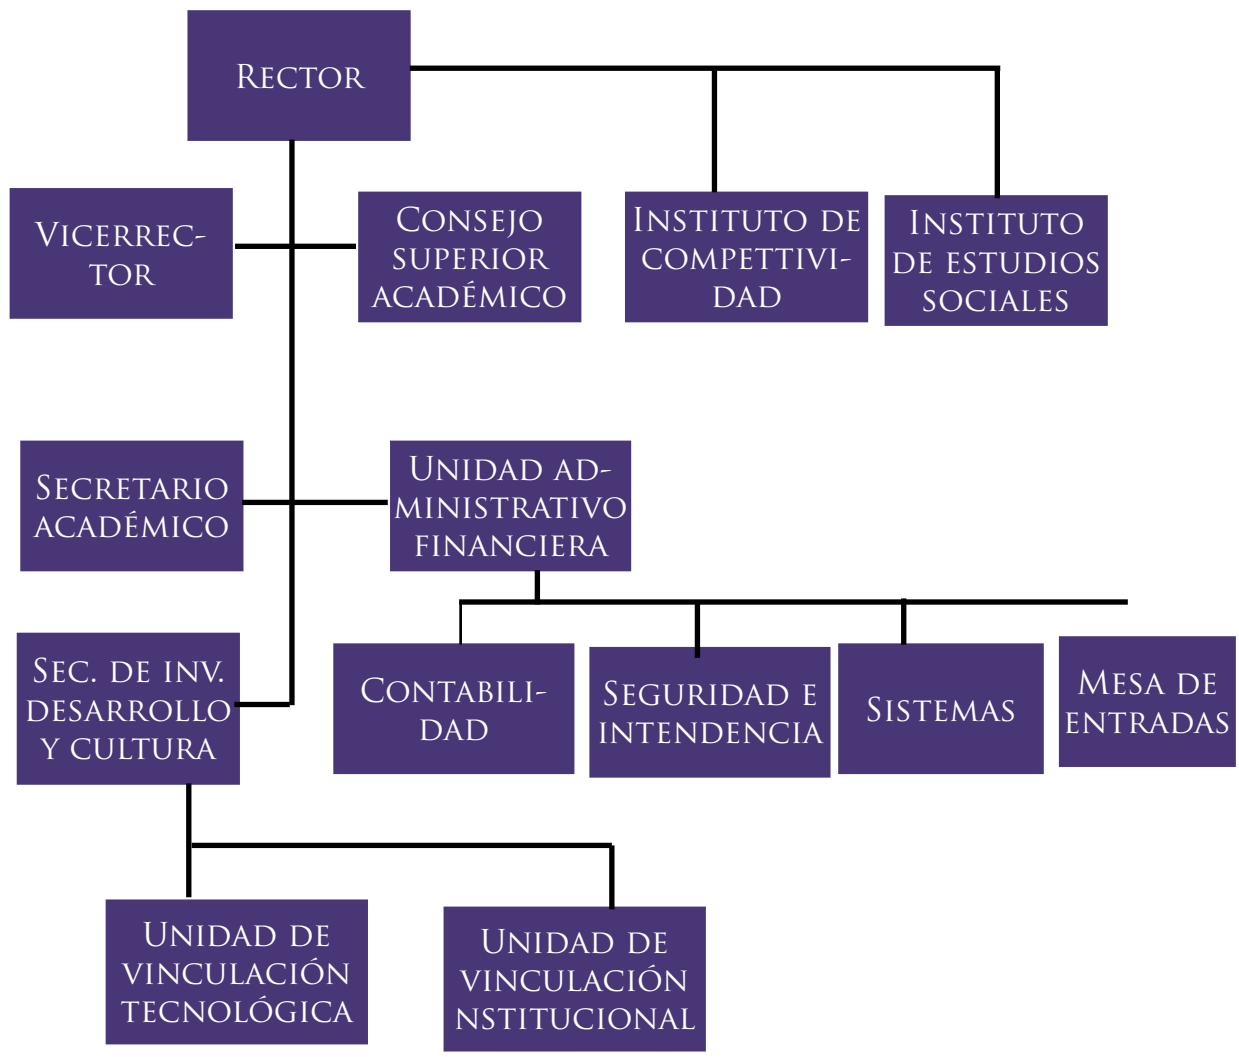 Rector
Vicerrec-
tor
Consejo
superior
académico
Instituto de
compettivi-
dad
Instituto
de estudios
sociales
Secretario
académico
Unidad ad-
ministrativo
financiera
Sec. de inv.
desarrollo
y cultura
Contabili-
dad
Seguridad e
intendencia
Sistemas
Mesa de
entradas
Unidad de
vinculación
tecnológica
Unidad de
vinculación
nstitucional